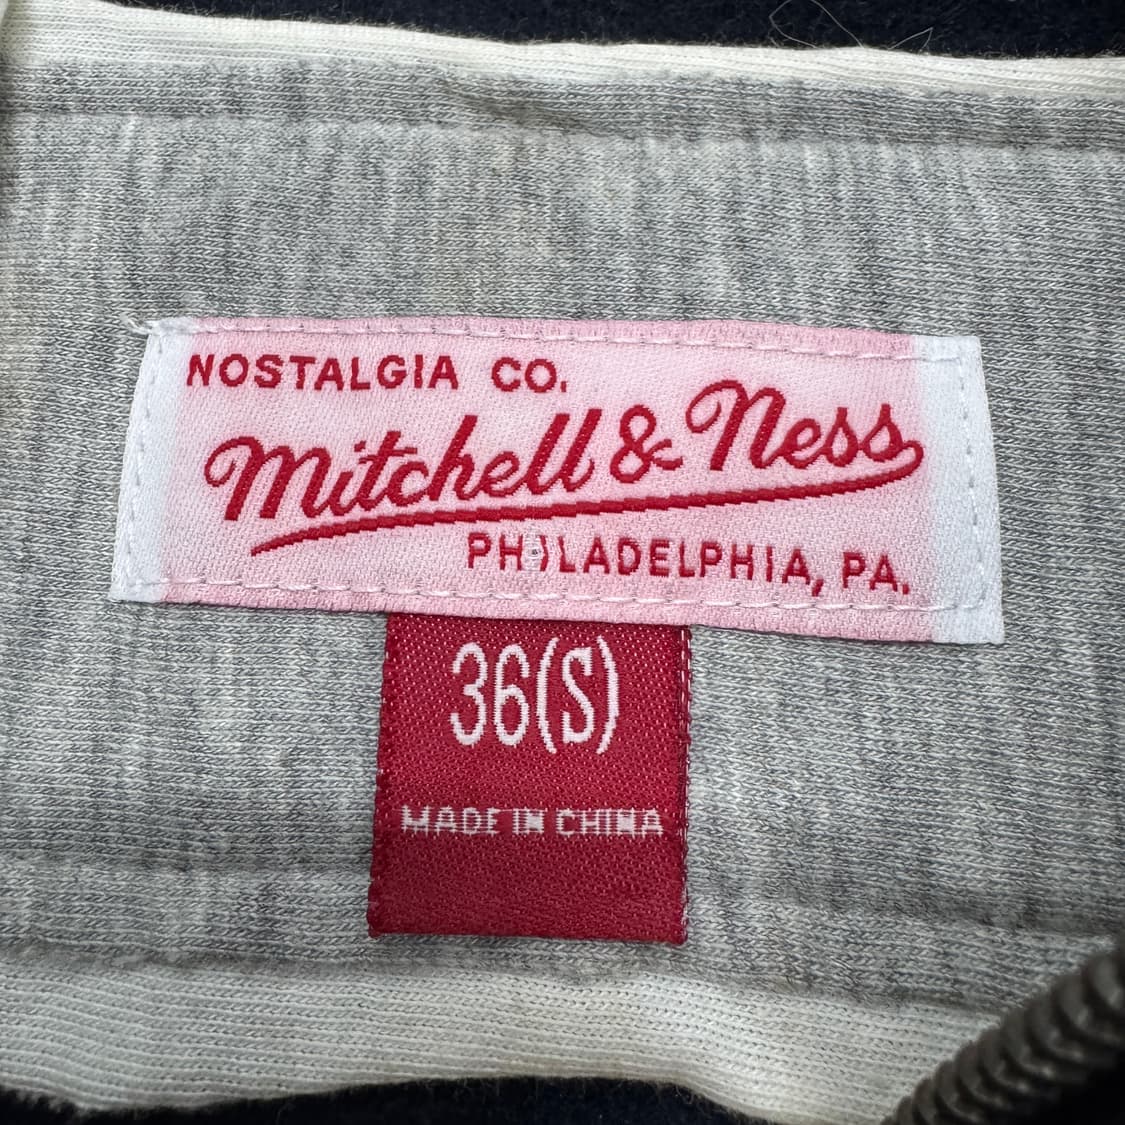 NOSTALGIA CO.
Mitchell & Ness
PHILADELPHIA, PA.
36(S)
MADE IN CHINA